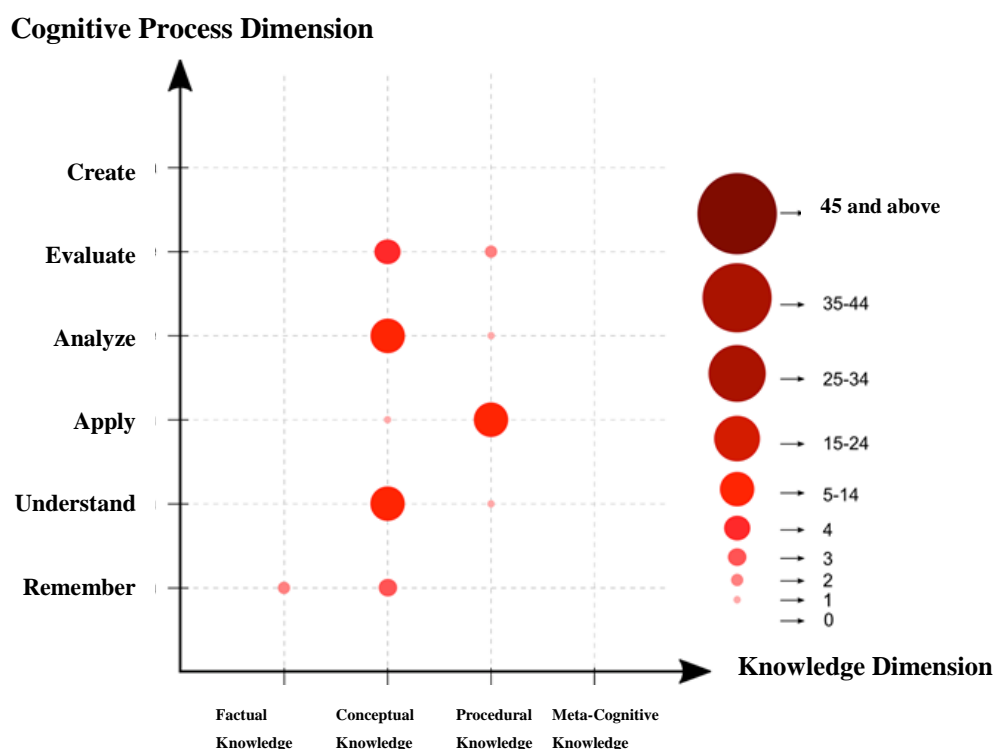 Cognitive Process Dimension
Create
Evaluate
Analyze
Apply
Understand
Remember
45 and above
35-44
25-34
15-24
5-14
4
3
2
1
0
Knowledge Dimension
Factual Conceptual Procedural Meta-Cognitive
Knowledge Knowledge Knowledge Knowledge